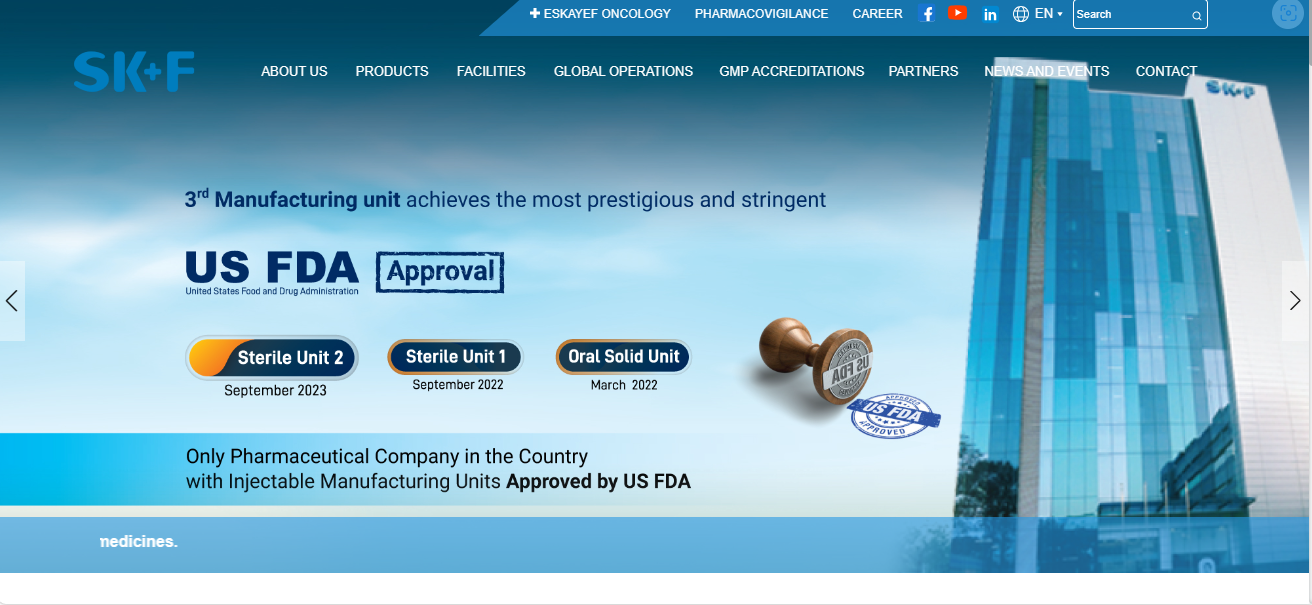 + ESKAYEF ONCOLOGY PHARMACOVIGILANCE CAREER f in EN Search
SK+F
ABOUT US PRODUCTS FACILITIES GLOBAL OPERATIONS GMP ACCREDITATIONS PARTNERS NEWS AND EVENTS CONTACT
SK+F
3rd Manufacturing unit achieves the most prestigious and stringent
US FDA Approval
United States Food and Drug Administration
Sterile Unit 2 Sterile Unit 1 Oral Solid Unit
September 2023 September 2022 March 2022
US FDA
APPROVED
US FDA
APPROVED
Only Pharmaceutical Company in the Country
with Injectable Manufacturing Units Approved by US FDA
medicines.